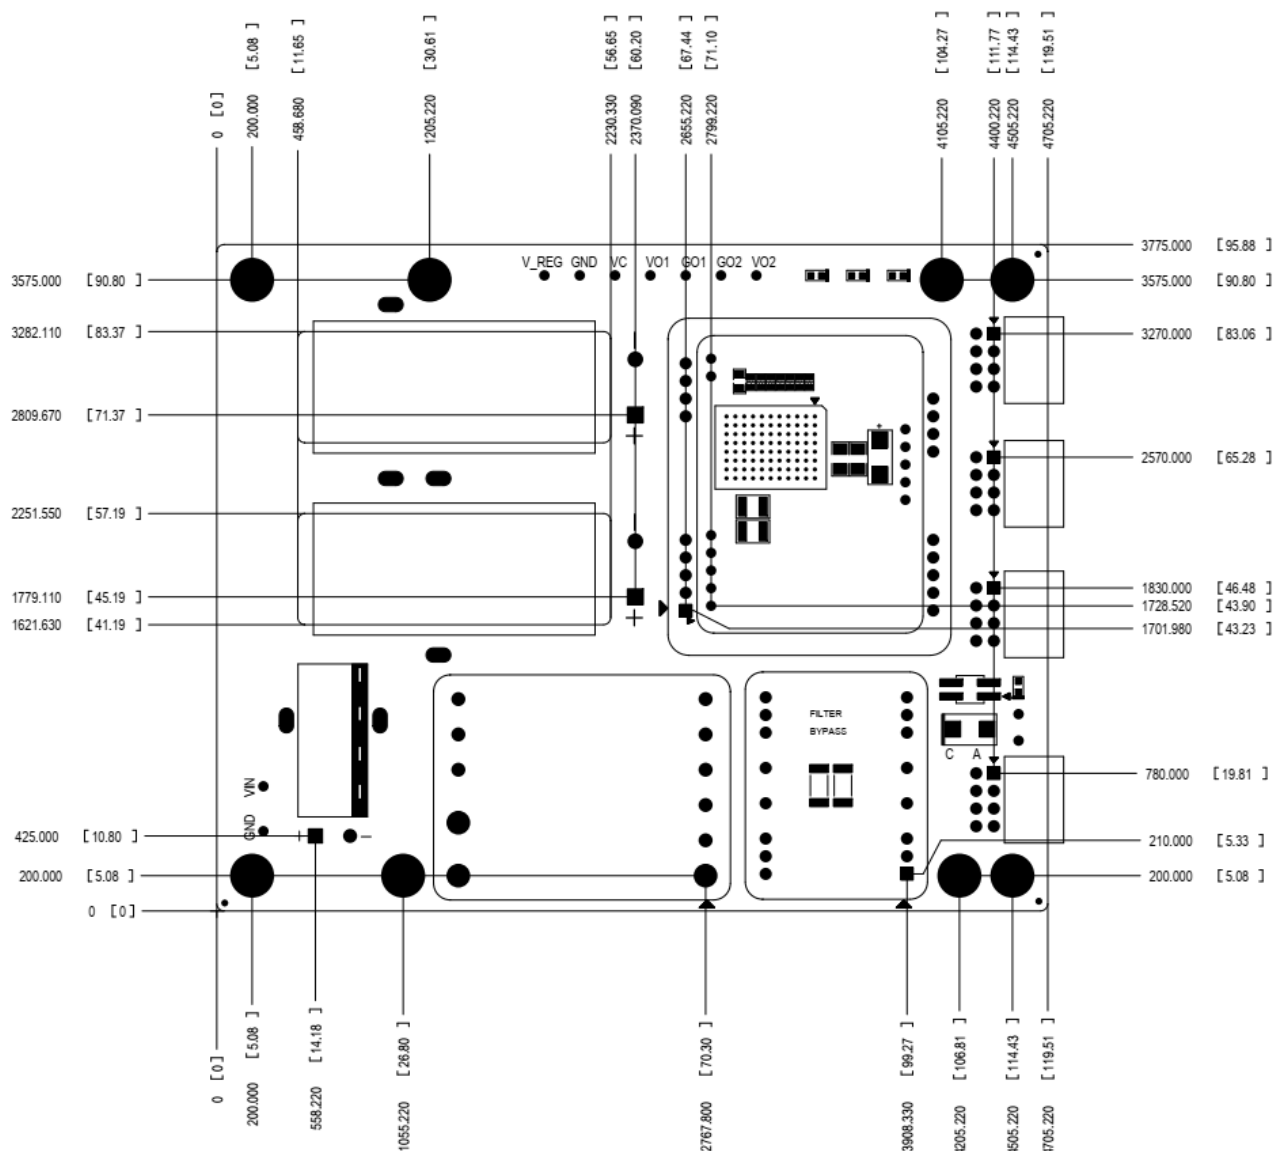 0 [0]
200.000 [5.08 ]
458.680 [11.65 ]
1205.220 [30.61 ]
2230.330 [56.65 ]
2370.090 [60.20 ]
2655.220 [67.44 ]
2799.220 [71.10 ]
4105.220 [104.27 ]
4400.220 [111.77 ]
4505.220 [114.43 ]
4705.220 [119.51 ]
3775.000 [95.88 ]
V_REG GND VC VO1 GO1 GO2 VO2
3575.000 [90.80 ]
3575.000 [90.80 ]
3282.110 [83.37 ]
3270.000 [83.06 ]
2809.670 [71.37 ]
+
+
2570.000 [65.28 ]
2251.550 [57.19 ]
1779.110 [45.19 ]
1830.000 [46.48 ]
1728.520 [43.90 ]
1621.630 [41.19 ]
+
1701.980 [43.23 ]
FILTER
BYPASS
C A
VIN
780.000 [19.81 ]
GND
425.000 [10.80 ]
+ −
210.000 [5.33 ]
200.000 [5.08 ]
200.000 [5.08 ]
0 [0]
0 [0]
200.000 [5.08 ]
558.220 [14.18 ]
1055.220 [26.80 ]
2767.800 [70.30 ]
3908.330 [99.27 ]
4205.220 [106.81 ]
4505.220 [114.43 ]
4705.220 [119.51 ]